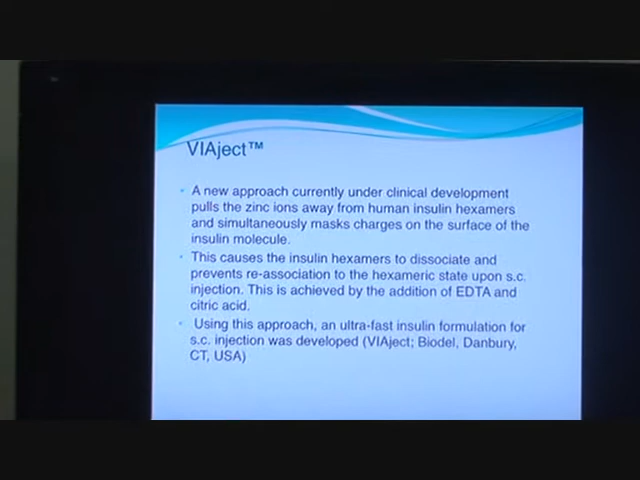 VIAject™
• A new approach currently under clinical development
pulls the zinc ions away from human insulin hexamers
and simultaneously masks charges on the surface of the
insulin molecule.
• This causes the insulin hexamers to dissociate and
prevents re-association to the hexameric state upon s.c.
injection. This is achieved by the addition of EDTA and
citric acid.
• Using this approach, an ultra-fast insulin formulation for
s.c. injection was developed (VIAject; Biodel, Danbury,
CT, USA)